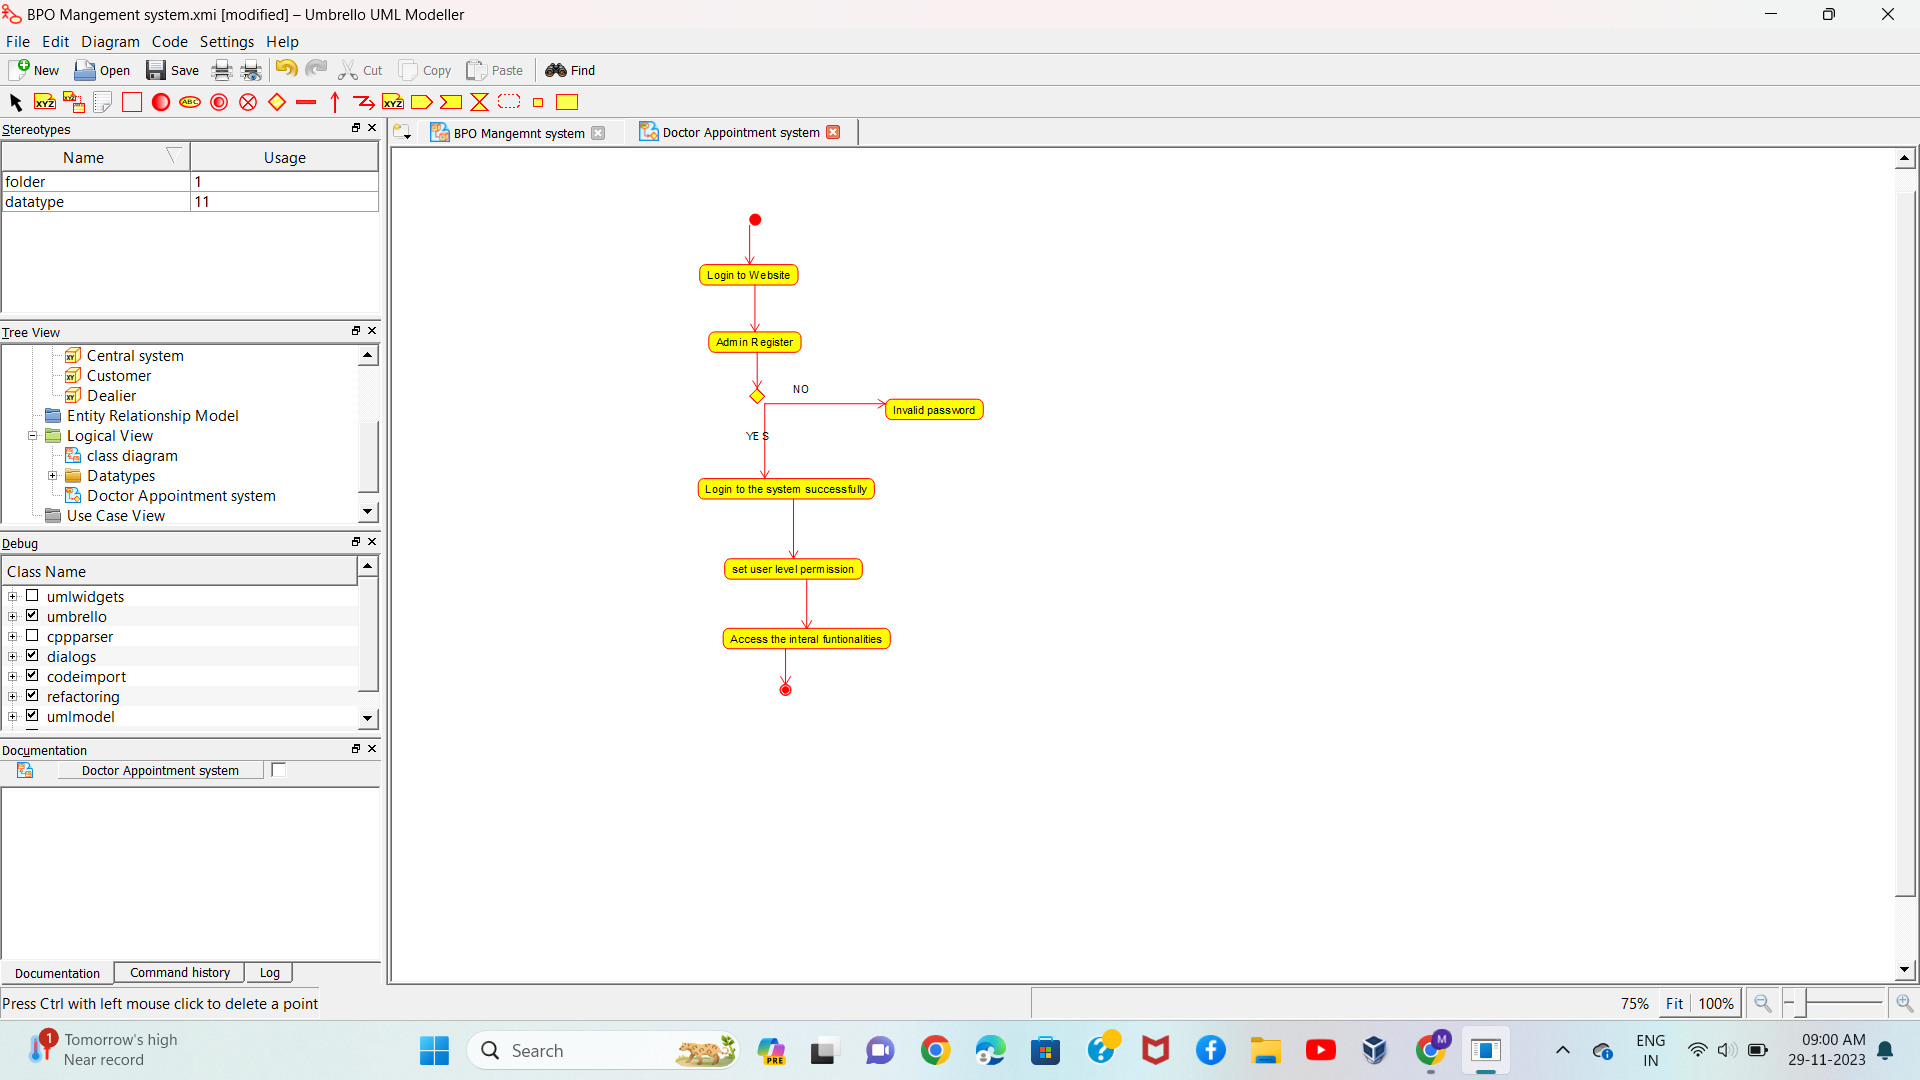 BPO Mangement system.xmi [modified] – Umbrello UML Modeller
File Edit Diagram Code Settings Help
New Open Save Cut Copy Paste Find
XYZ XYZ ABC XYZ
Stereotypes
Name Usage
folder 1
datatype 11
Tree View
Central system
Customer
Dealier
Entity Relationship Model
Logical View
class diagram
Datatypes
Doctor Appointment system
Use Case View
Debug
Class Name
umlwidgets
umbrello
cppparser
dialogs
codeimport
refactoring
umlmodel
Documentation
Doctor Appointment system
Documentation Command history Log
Press Ctrl with left mouse click to delete a point
BPO Mangemnt system Doctor Appointment system
Login to Website
Admin Register
NO
Invalid password
YES
Login to the system successfully
set user level permission
Access the interal funtionalities
75% Fit 100%
1 Tomorrow's high
Near record
Search
PRE
M
ENG
IN
09:00 AM
29-11-2023